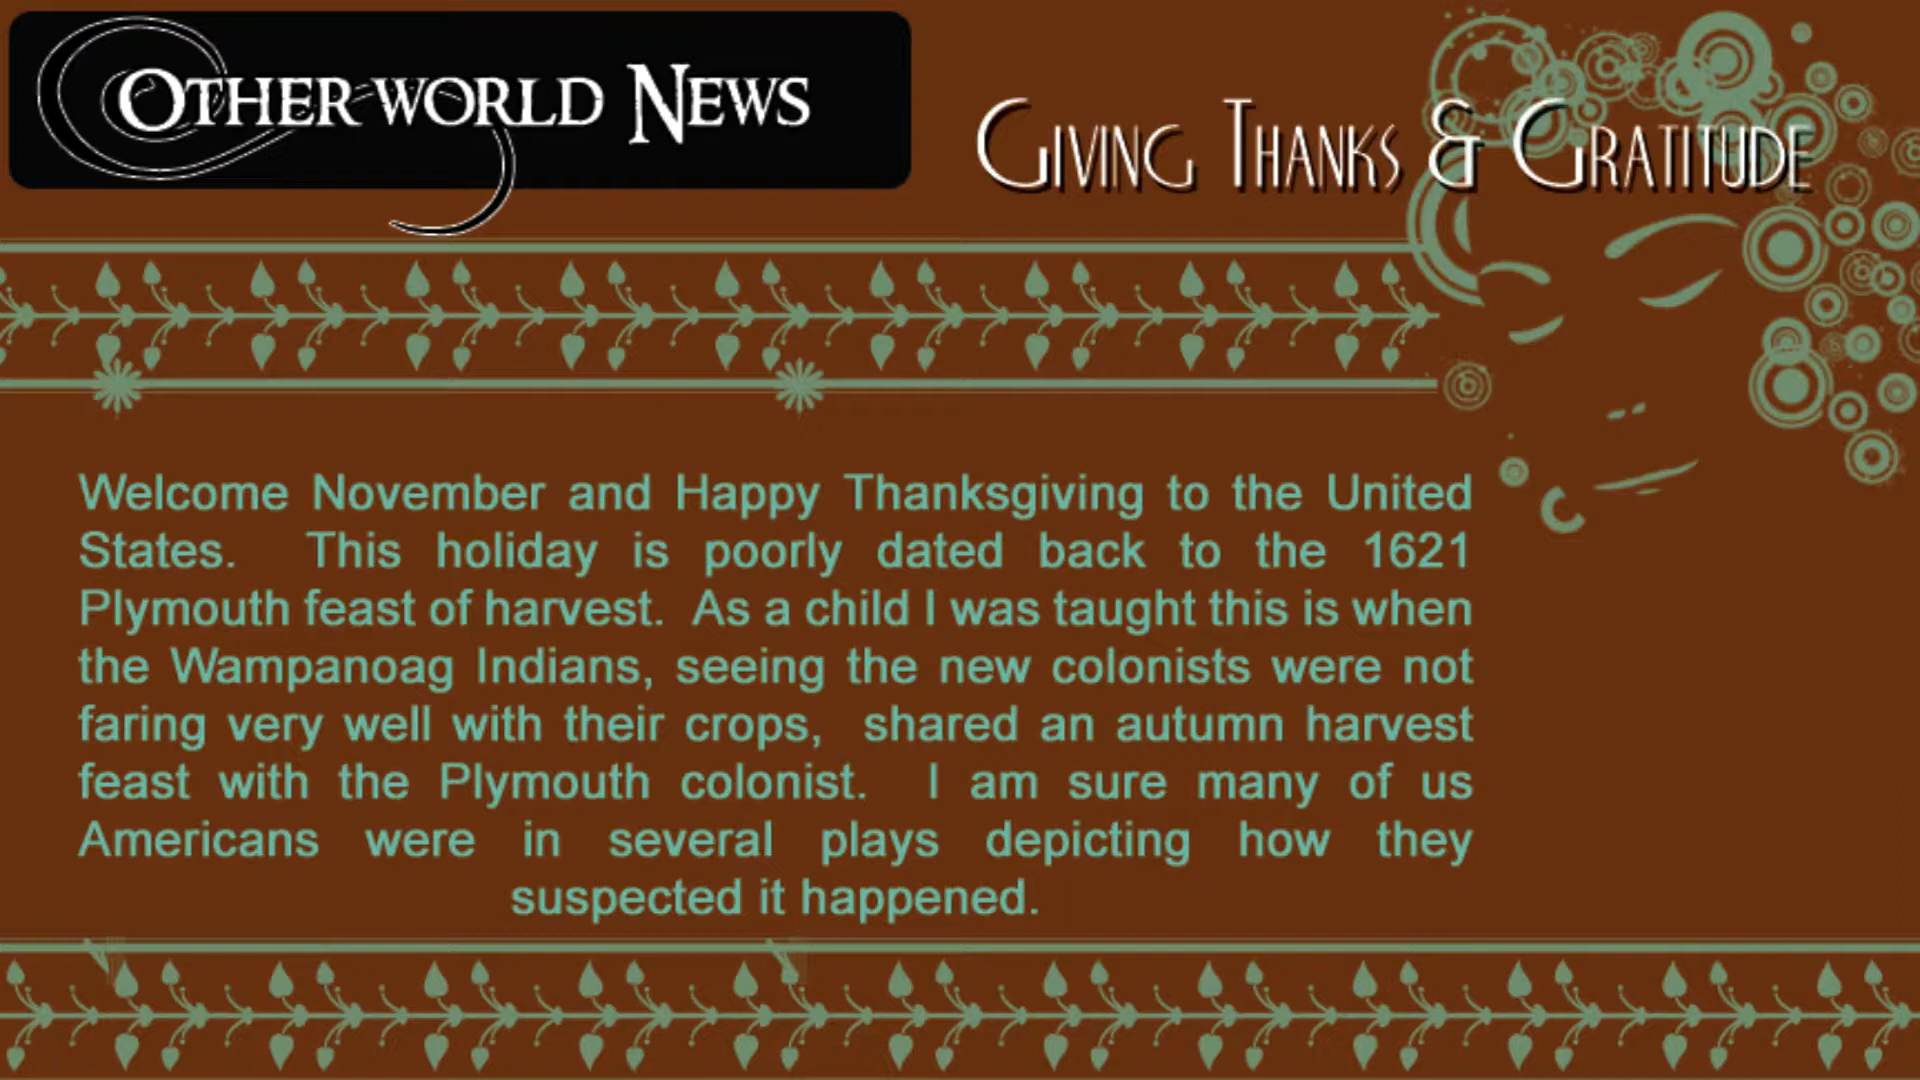 Otherworld News
Giving Thanks & Gratitude
Welcome November and Happy Thanksgiving to the United
States. This holiday is poorly dated back to the 1621
Plymouth feast of harvest. As a child I was taught this is when
the Wampanoag Indians, seeing the new colonists were not
faring very well with their crops, shared an autumn harvest
feast with the Plymouth colonist. I am sure many of us
Americans were in several plays depicting how they
suspected it happened.